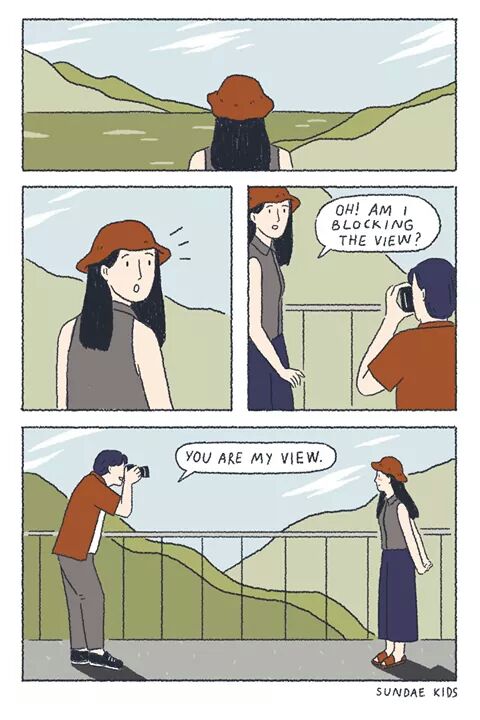 OH! AM I
BLOCKING
THE VIEW?
YOU ARE MY VIEW.
SUNDAE KIDS